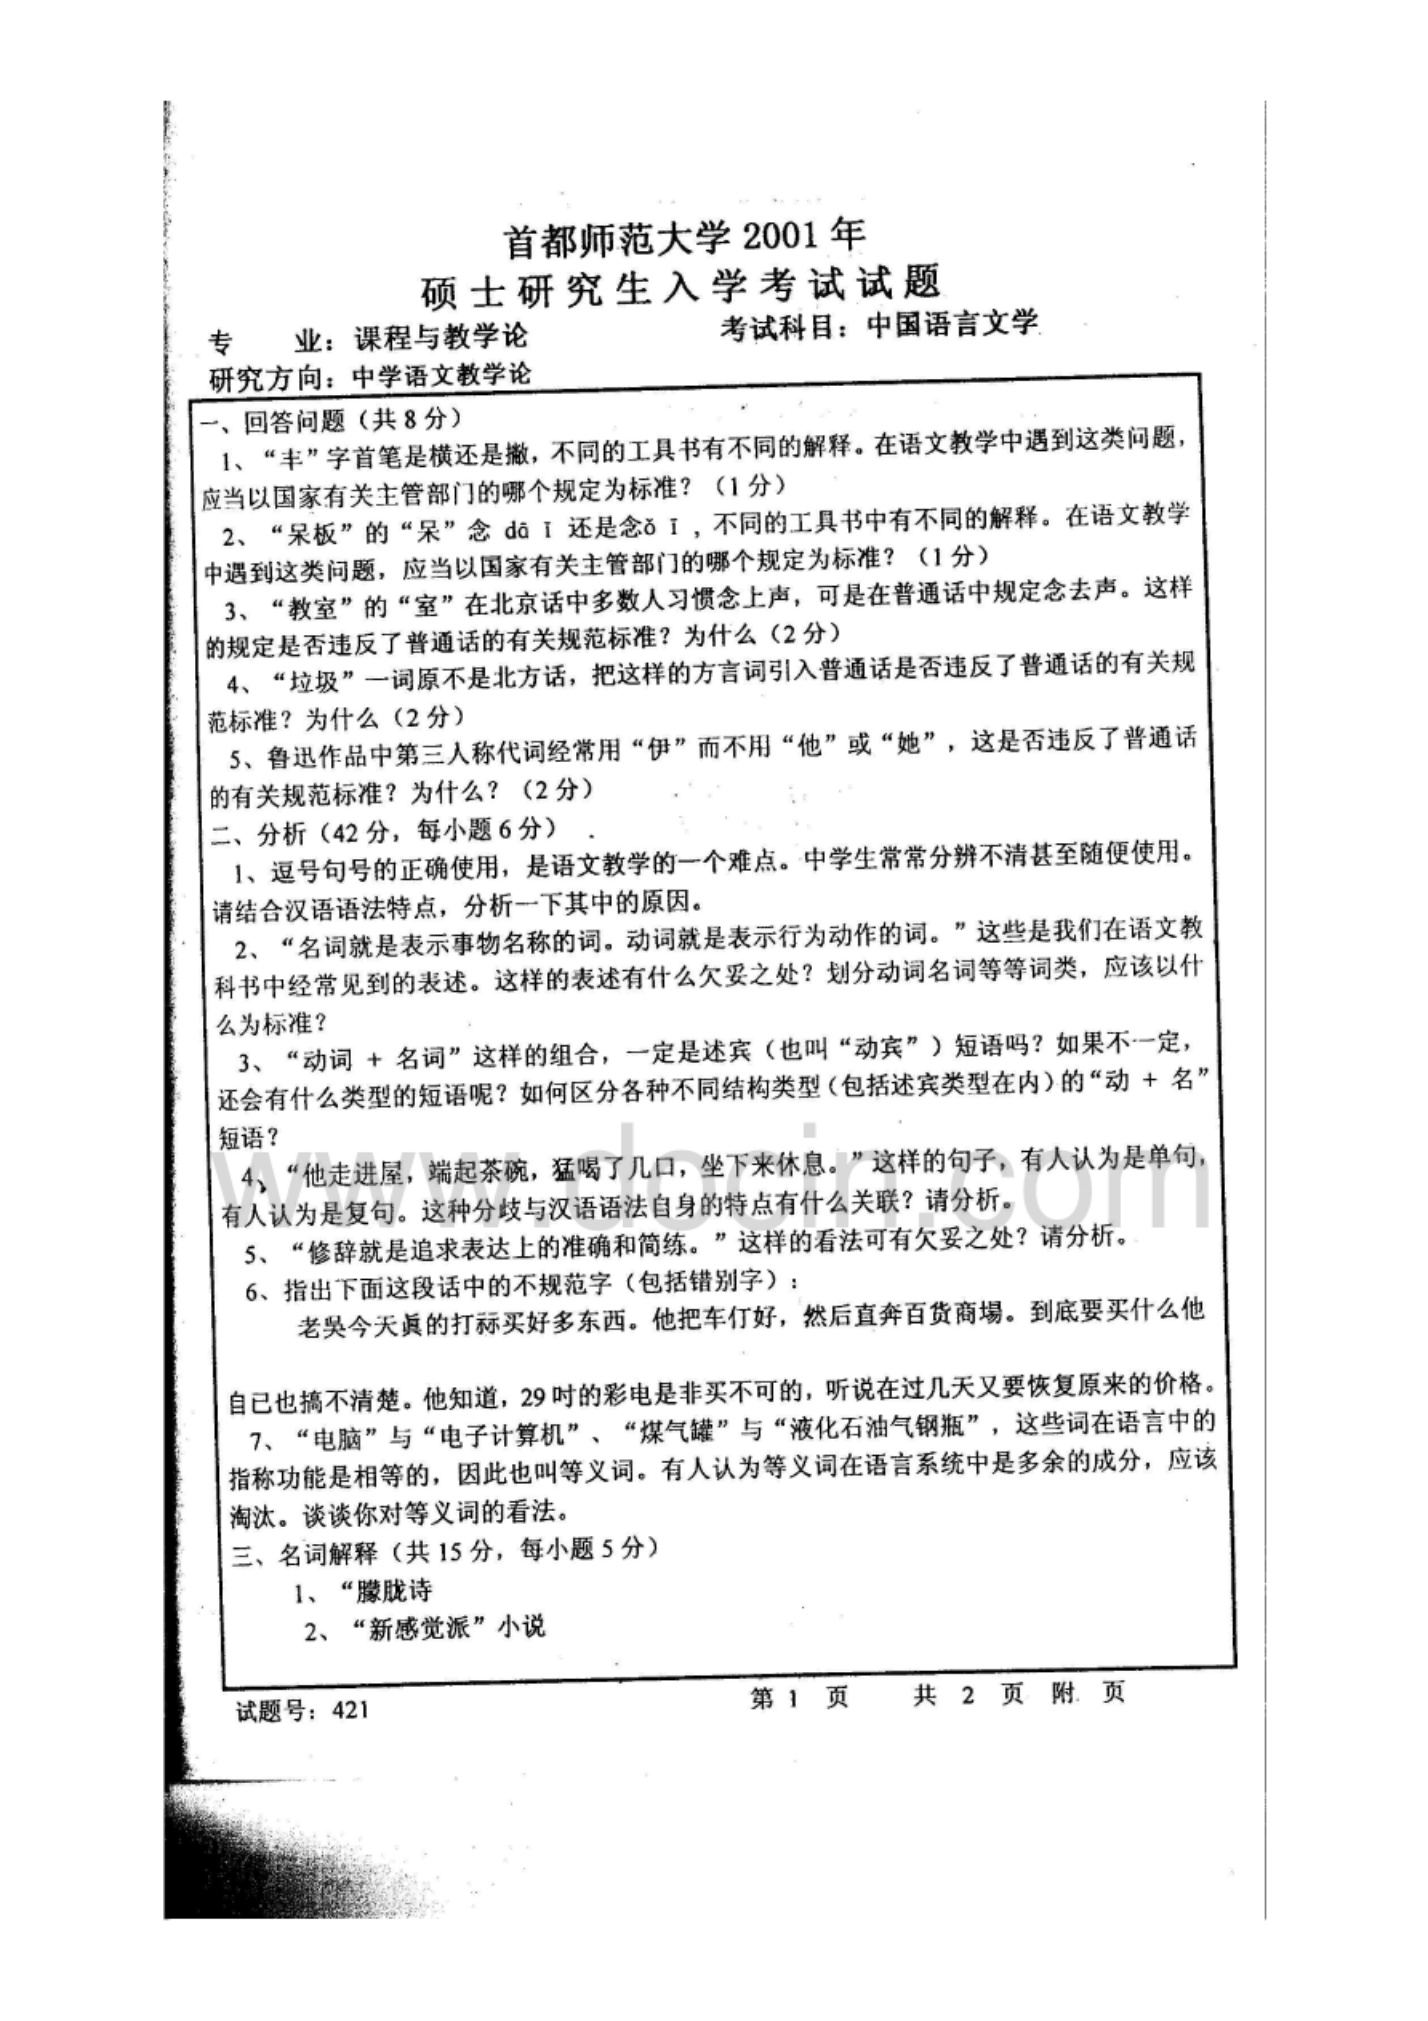 首都师范大学 2001 年
硕士研究生入学考试试题
专 业：课程与教学论 考试科目：中国语言文学
研究方向：中学语文教学论
一、回答问题（共 8 分）
1、“丰”字首笔是横还是撇，不同的工具书有不同的解释。在语文教学中遇到这类问题，
应当以国家有关主管部门的哪个规定为标准？（1 分）
2、“呆板”的“呆”念 dā ī 还是念ǒ ī ，不同的工具书中有不同的解释。在语文教学
中遇到这类问题，应当以国家有关主管部门的哪个规定为标准？（1 分）
3、“教室”的“室”在北京话中多数人习惯念上声，可是在普通话中规定念去声。这样
的规定是否违反了普通话的有关规范标准？为什么（2 分）
4、“垃圾”一词原不是北方话，把这样的方言词引入普通话是否违反了普通话的有关规
范标准？为什么（2 分）
5、鲁迅作品中第三人称代词经常用“伊”而不用“他”或“她”，这是否违反了普通话
的有关规范标准？为什么？（2 分）
二、分析（42 分，每小题 6 分）
1、逗号句号的正确使用，是语文教学的一个难点。中学生常常分辨不清甚至随便使用。
请结合汉语语法特点，分析一下其中的原因。
2、“名词就是表示事物名称的词。动词就是表示行为动作的词。”这些是我们在语文教
科书中经常见到的表述。这样的表述有什么欠妥之处？划分动词名词等等词类，应该以什
么为标准？
3、“动词 + 名词”这样的组合，一定是述宾（也叫“动宾”）短语吗？如果不一定，
还会有什么类型的短语呢？如何区分各种不同结构类型（包括述宾类型在内）的“动 + 名”
短语？
4、“他走进屋，端起茶碗，猛喝了几口，坐下来休息。”这样的句子，有人认为是单句，
有人认为是复句。这种分歧与汉语语法自身的特点有什么关联？请分析。
5、“修辞就是追求表达上的准确和简练。”这样的看法可有欠妥之处？请分析。
6、指出下面这段话中的不规范字（包括错别字）：
老吳今天眞的打祘买好多东西。他把车仃好，然后直奔百货商場。到底要买什么他
自已也搞不清楚。他知道，29 吋的彩电是非买不可的，听说在过几天又要恢复原来的价格。
7、“电脑”与“电子计算机”、“煤气罐”与“液化石油气钢瓶”，这些词在语言中的
指称功能是相等的，因此也叫等义词。有人认为等义词在语言系统中是多余的成分，应该
淘汰。谈谈你对等义词的看法。
三、名词解释（共 15 分，每小题 5 分）
1、“朦胧诗
2、“新感觉派”小说
试题号：421 第 1 页 共 2 页 附 页
www.docin.com